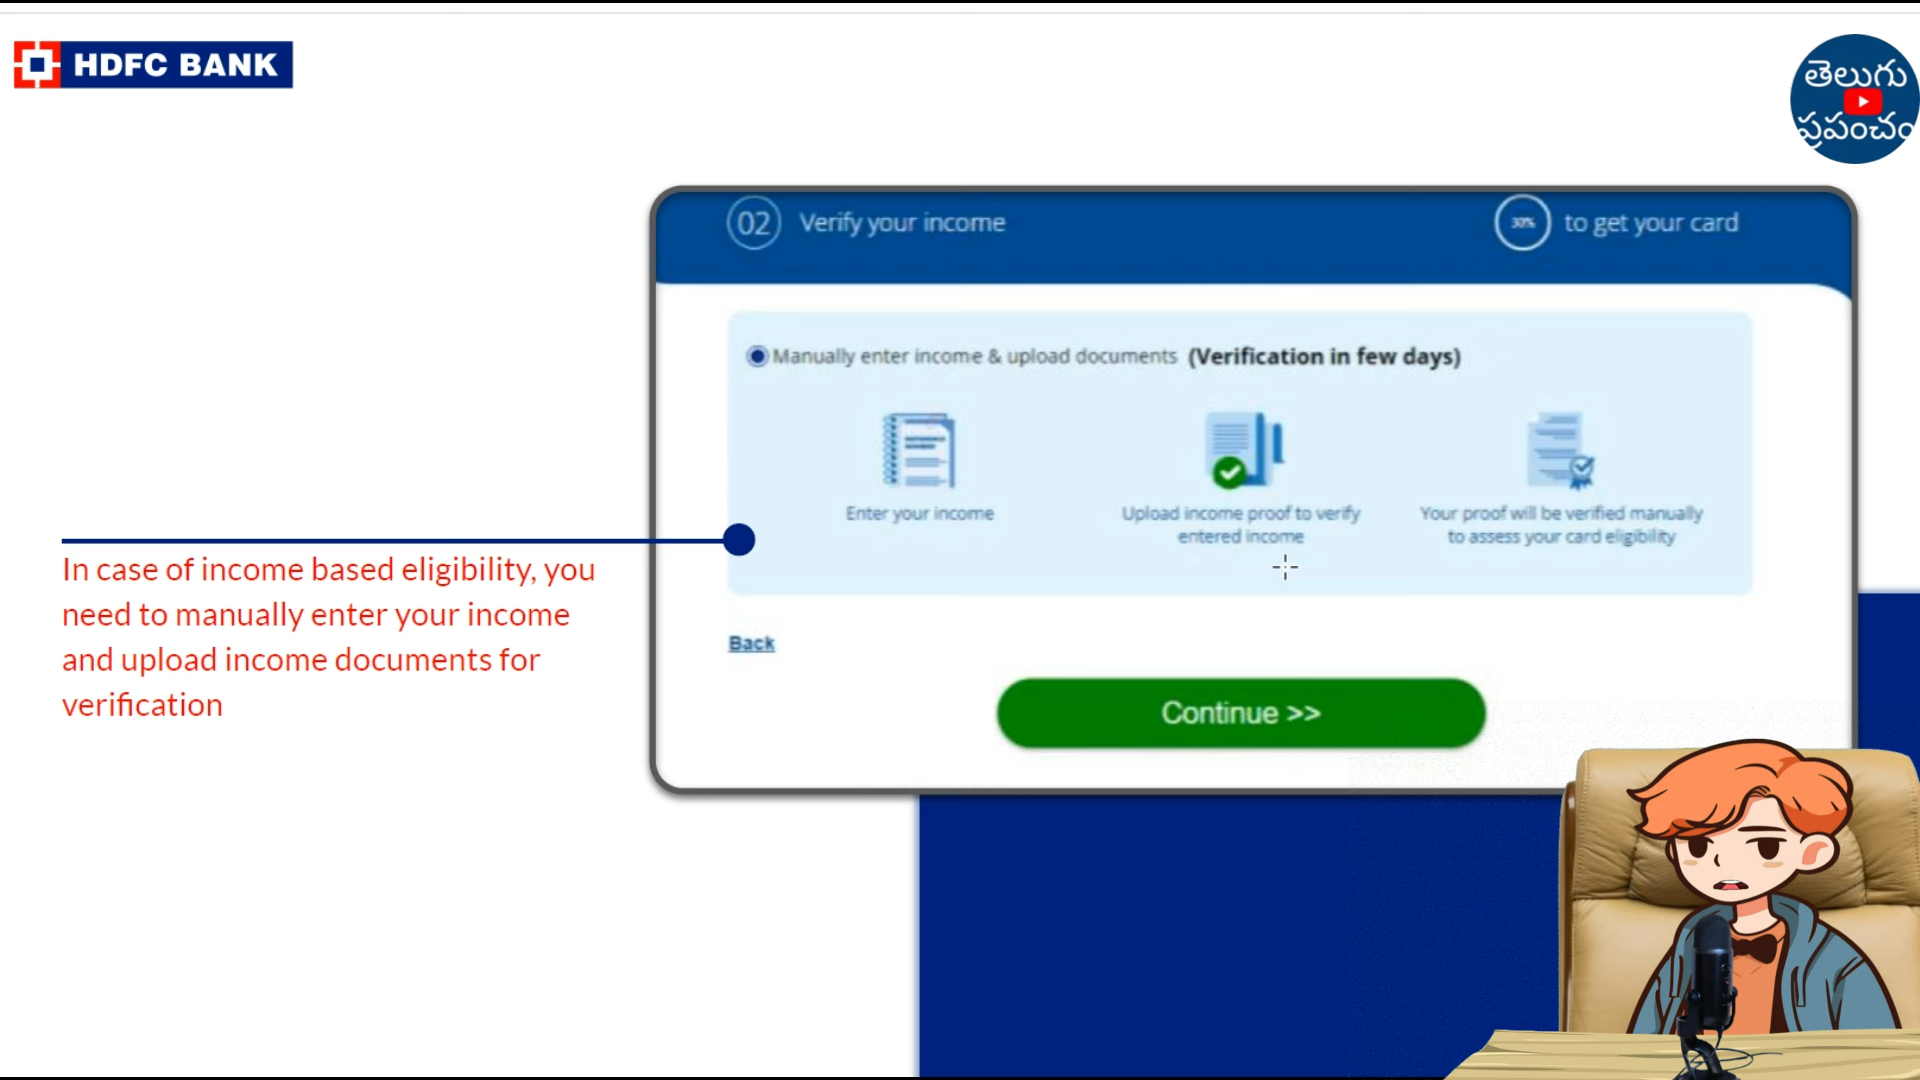 HDFC BANK
తెలుగు
ప్రపంచం
02 Verify your income
30% to get your card
Manually enter income & upload documents (Verification in few days)
Enter your income
Upload income proof to verify
entered income
Your proof will be verified manually
to assess your card eligibility
In case of income based eligibility, you
need to manually enter your income
and upload income documents for
verification
Back
Continue >>